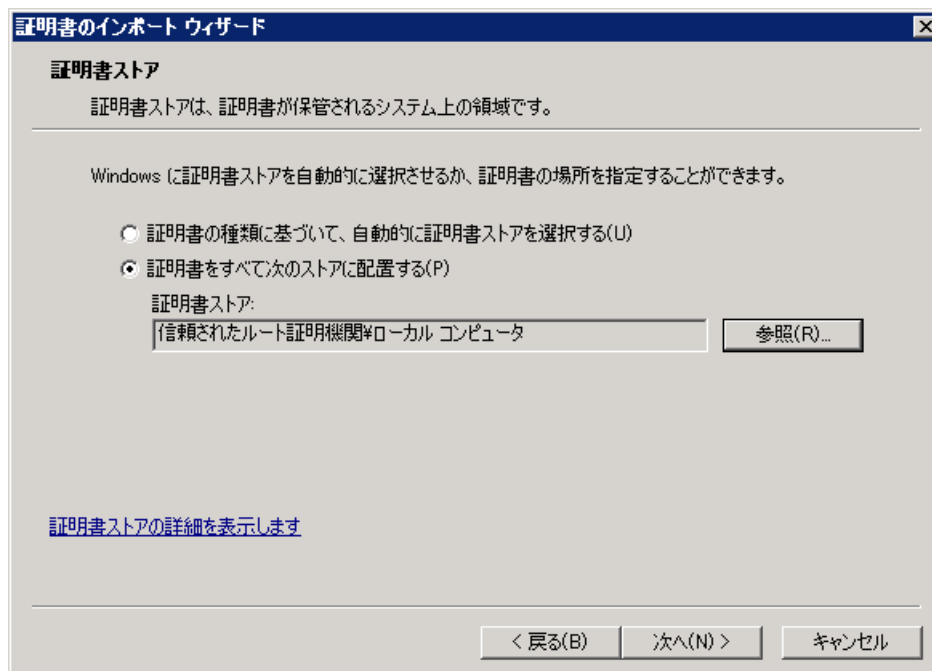 証明書のインポート ウィザード
証明書ストア
証明書ストアは、証明書が保管されるシステム上の領域です。
Windows に証明書ストアを自動的に選択させるか、証明書の場所を指定することができます。
証明書の種類に基づいて、自動的に証明書ストアを選択する(U)
証明書をすべて次のストアに配置する(P)
証明書ストア:
信頼されたルート証明機関¥ローカル コンピュータ
参照(R)...
証明書ストアの詳細を表示します
< 戻る(B)
次へ(N) >
キャンセル